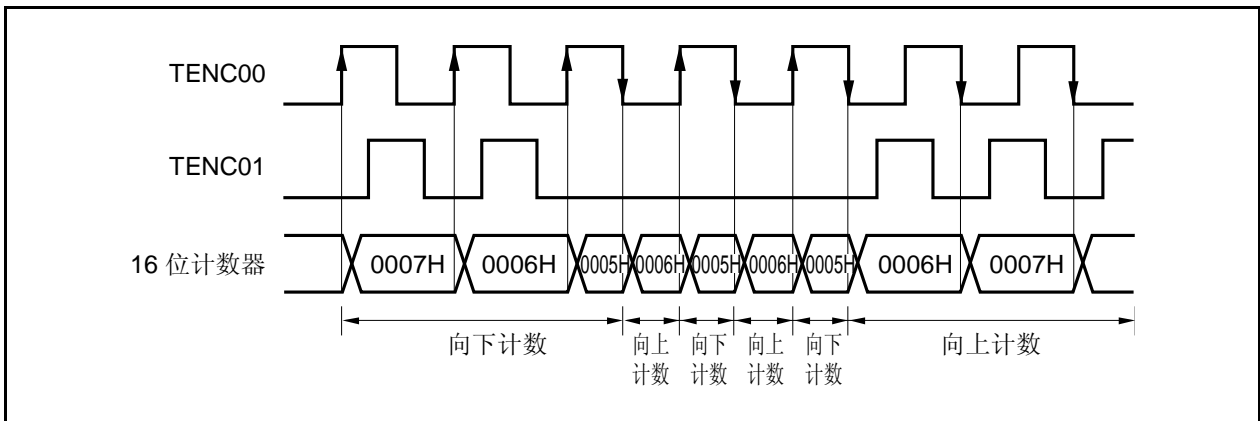 TENC00
TENC01
16 位计数器
0007H 0006H 0005H 0006H 0005H 0006H 0005H 0006H 0007H
向下计数 向上计数 向下计数 向上计数 向下计数 向上计数